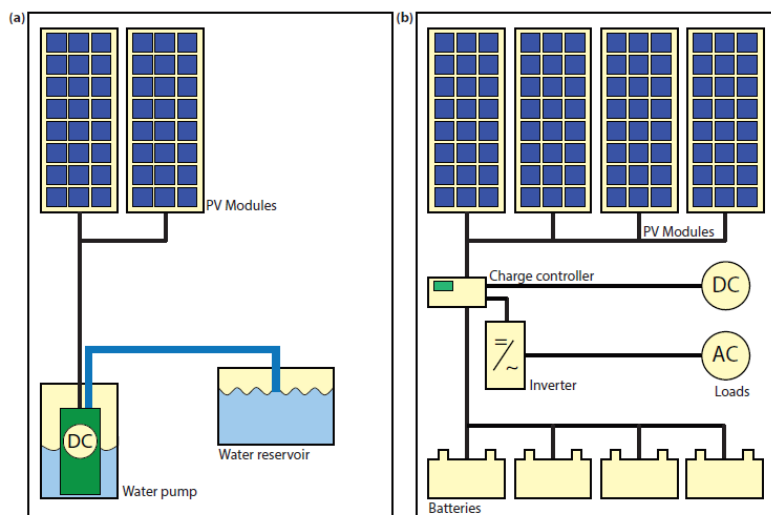 (a)
PV Modules
DC
Water pump
Water reservoir
(b)
PV Modules
Charge controller
DC
=
~
Inverter
AC
Loads
Batteries